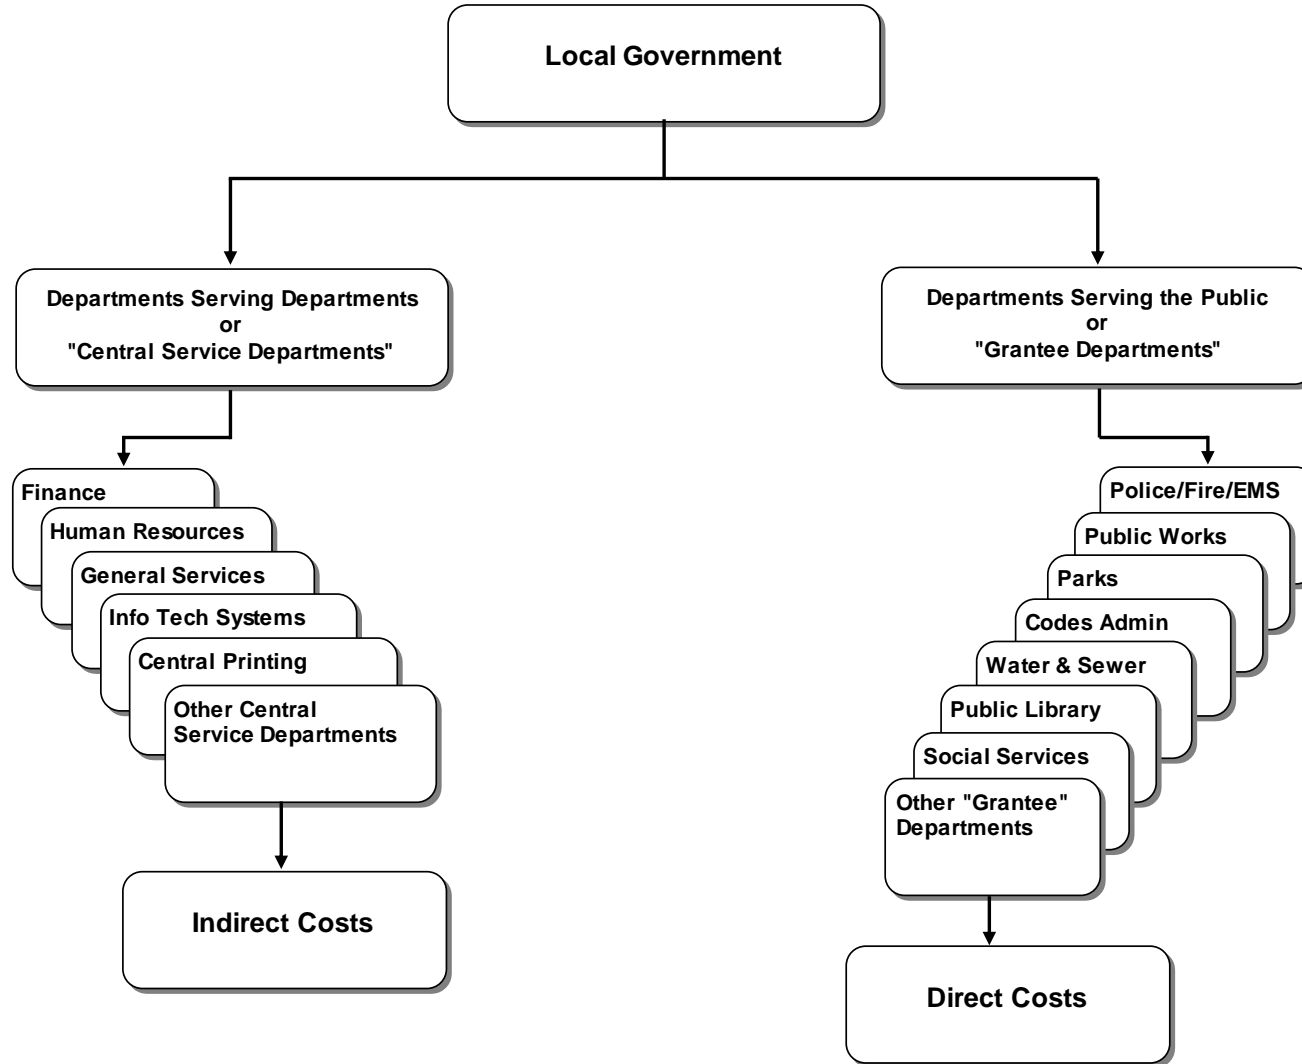 Local Government
Departments Serving Departments
or
"Central Service Departments"
Departments Serving the Public
or
"Grantee Departments"
Finance
Human Resources
General Services
Info Tech Systems
Central Printing
Other Central
Service Departments
Indirect Costs
Police/Fire/EMS
Public Works
Parks
Codes Admin
Water & Sewer
Public Library
Social Services
Other "Grantee"
Departments
Direct Costs